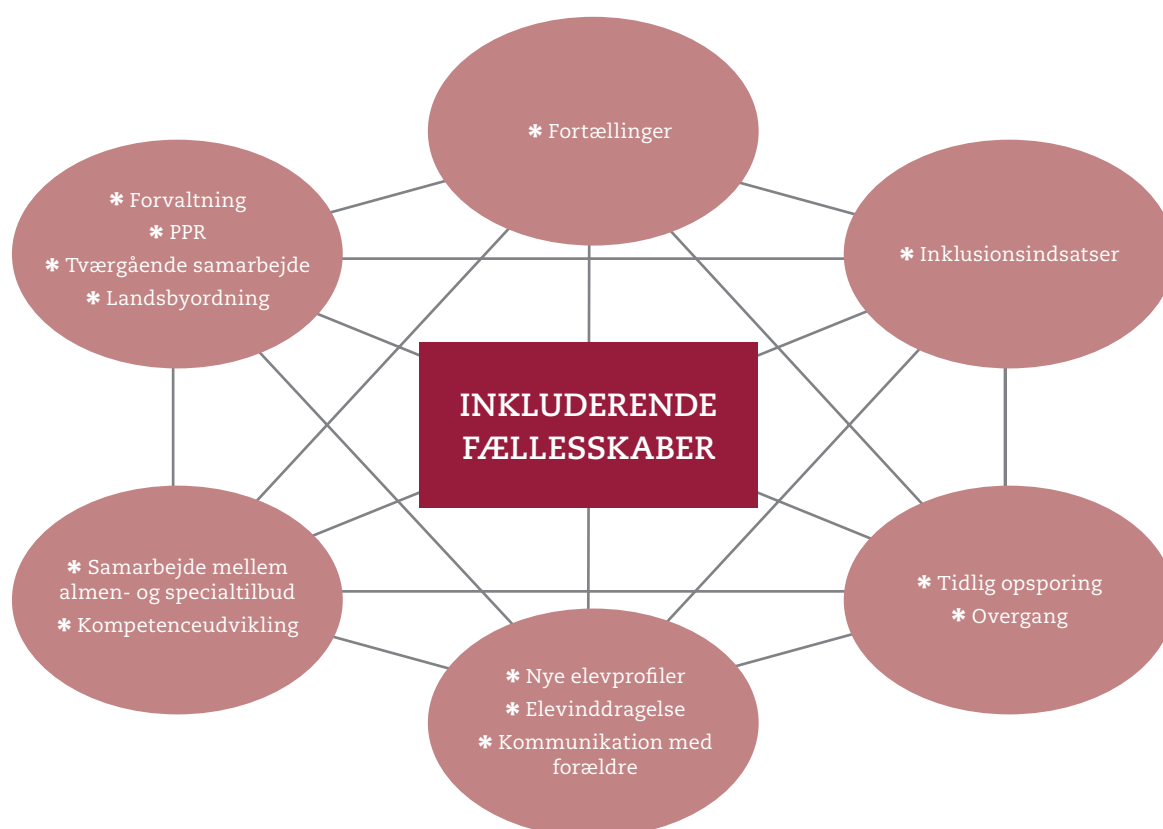 * Fortællinger
* Forvaltning
* PPR
* Tværgående samarbejde
* Landsbyordning
* Inklusionsindsatser
INKLUDERENDE
FÆLLESSKABER
* Samarbejde mellem
almen- og specialtilbud
* Kompetenceudvikling
* Tidlig opsporing
* Overgang
* Nye elevprofiler
* Elevinddragelse
* Kommunikation med
forældre